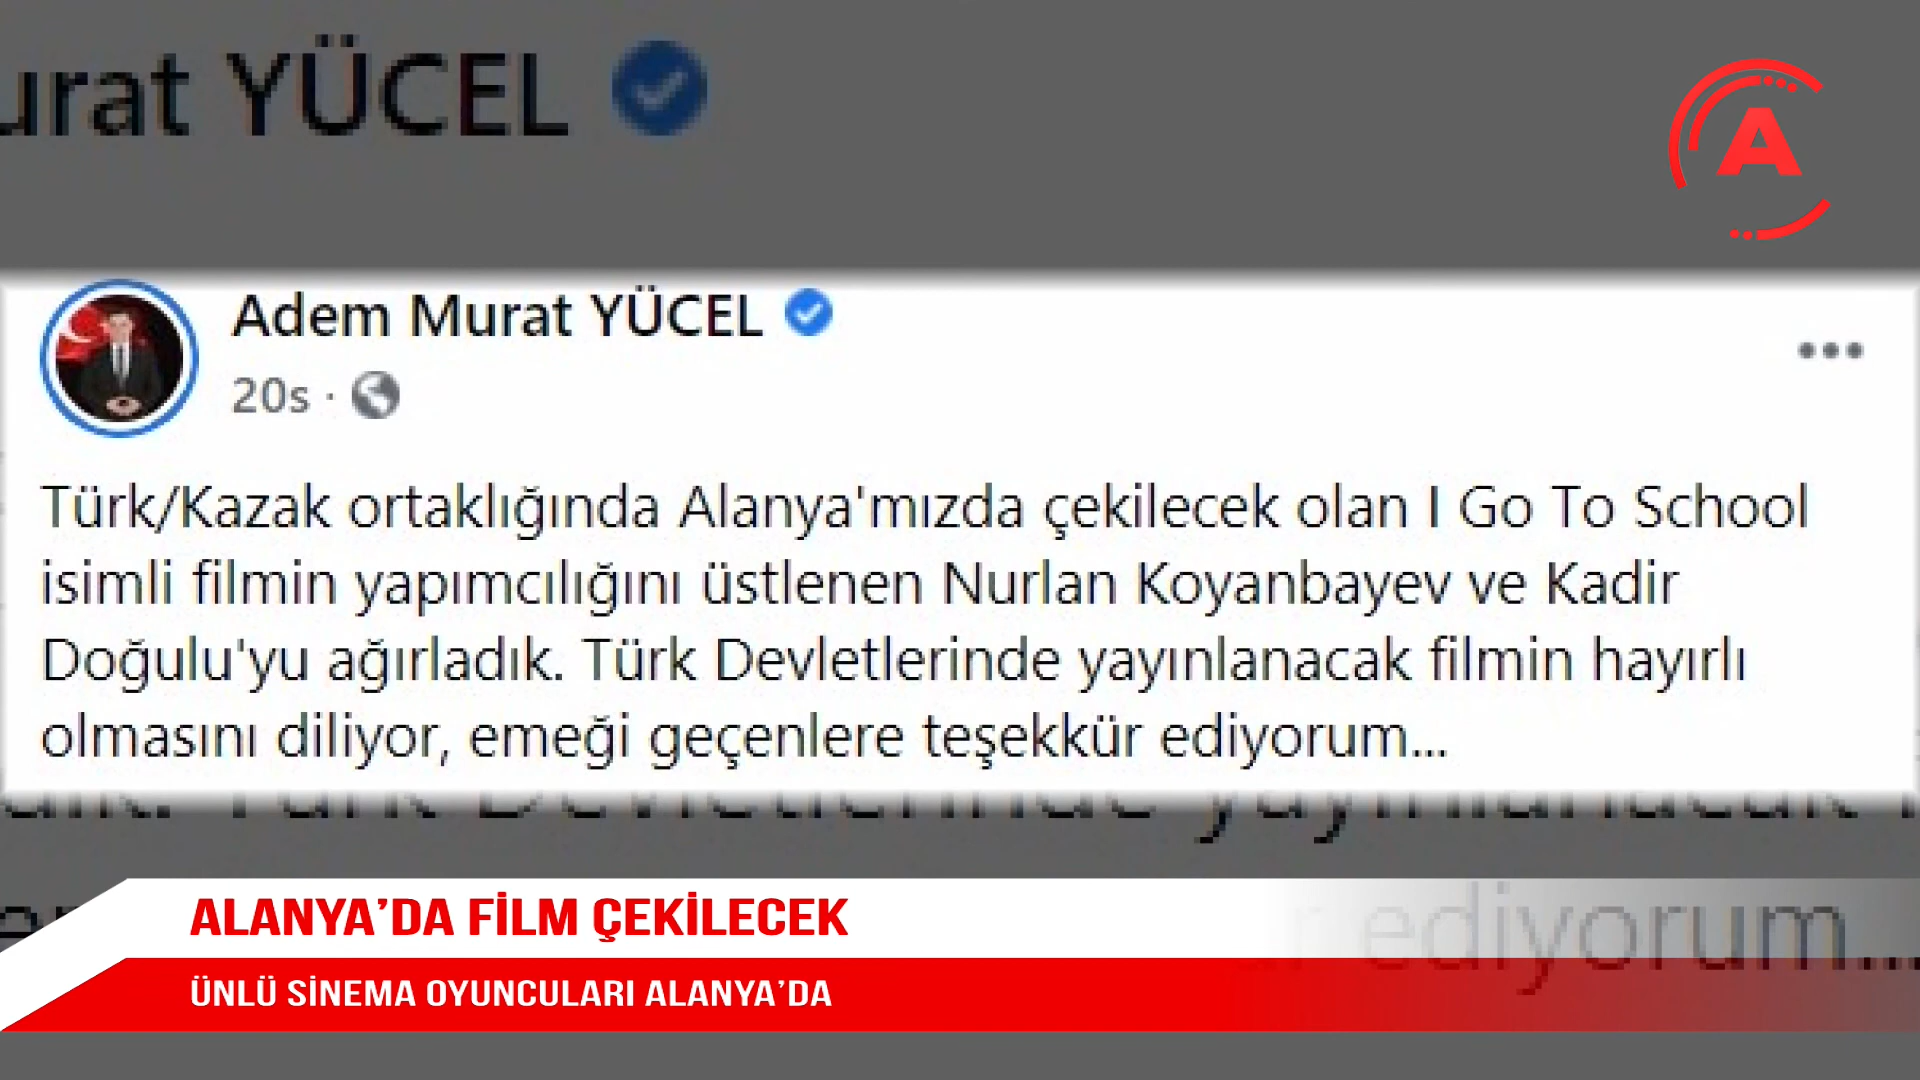 urat YÜCEL
A
Adem Murat YÜCEL
20s ·
Türk/Kazak ortaklığında Alanya'mızda çekilecek olan I Go To School
isimli filmin yapımcılığını üstlenen Nurlan Koyanbayev ve Kadir
Doğulu'yu ağırladık. Türk Devletlerinde yayınlanacak filmin hayırlı
olmasını diliyor, emeği geçenlere teşekkür ediyorum...
ALANYA’DA FİLM ÇEKİLECEK
ediyorum...
ÜNLÜ SİNEMA OYUNCULARI ALANYA’DA